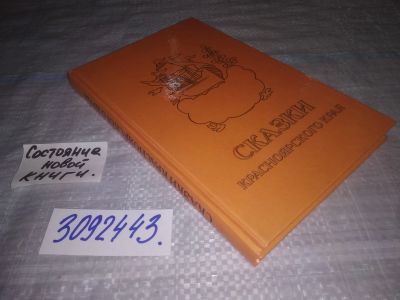 СКАЗКИ
КРАСНОЯРСКОГО КРАЯ
Состояние
новой
книги.
3092443.